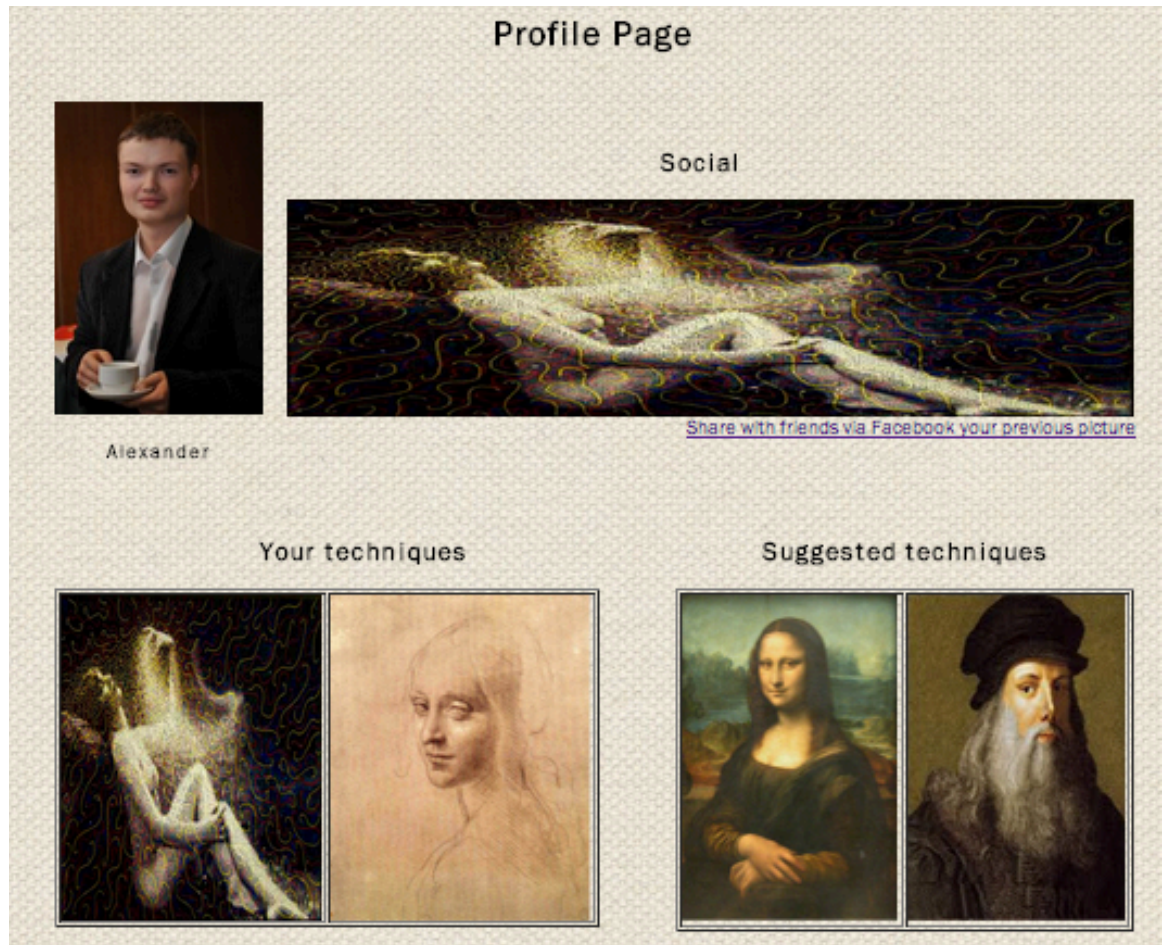 Profile Page
Social
Share with friends via Facebook your previous picture
Alexander
Your techniques
Suggested techniques